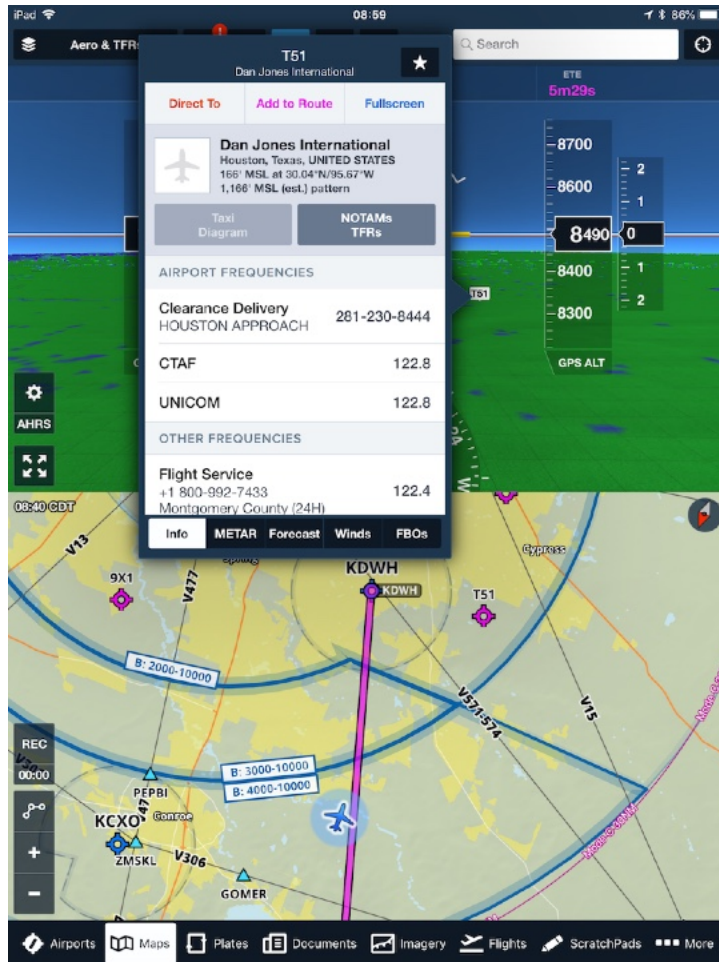 iPad
08:59
86%
Aero & TFRs
Search
T51
Dan Jones International
ETE
5m29s
Direct To
Add to Route
Fullscreen
Dan Jones International
Houston, Texas, UNITED STATES
166' MSL at 30.04°N/95.67°W
1,166' MSL (est.) pattern
Taxi
Diagram
NOTAMs
TFRs
AIRPORT FREQUENCIES
Clearance Delivery
HOUSTON APPROACH
281-230-8444
CTAF
122.8
UNICOM
122.8
OTHER FREQUENCIES
Flight Service
+1 800-992-7433
Montgomery County (24H)
122.4
Info
METAR
Forecast
Winds
FBOs
8700
8600
8490
8400
8300
GPS ALT
2
1
0
1
2
T51
W
AHRS
08:40 CDT
V13
9X1
V477
Spring
KDWH
KDWH
T51
Cypress
B: 2000-10000
V571-574
V15
B: 3000-10000
B: 4000-10000
REC
00:00
PEPBI
KCXO
Conroe
ZMSKL
V306
GOMER
Airports
Maps
Plates
Documents
Imagery
Flights
ScratchPads
More